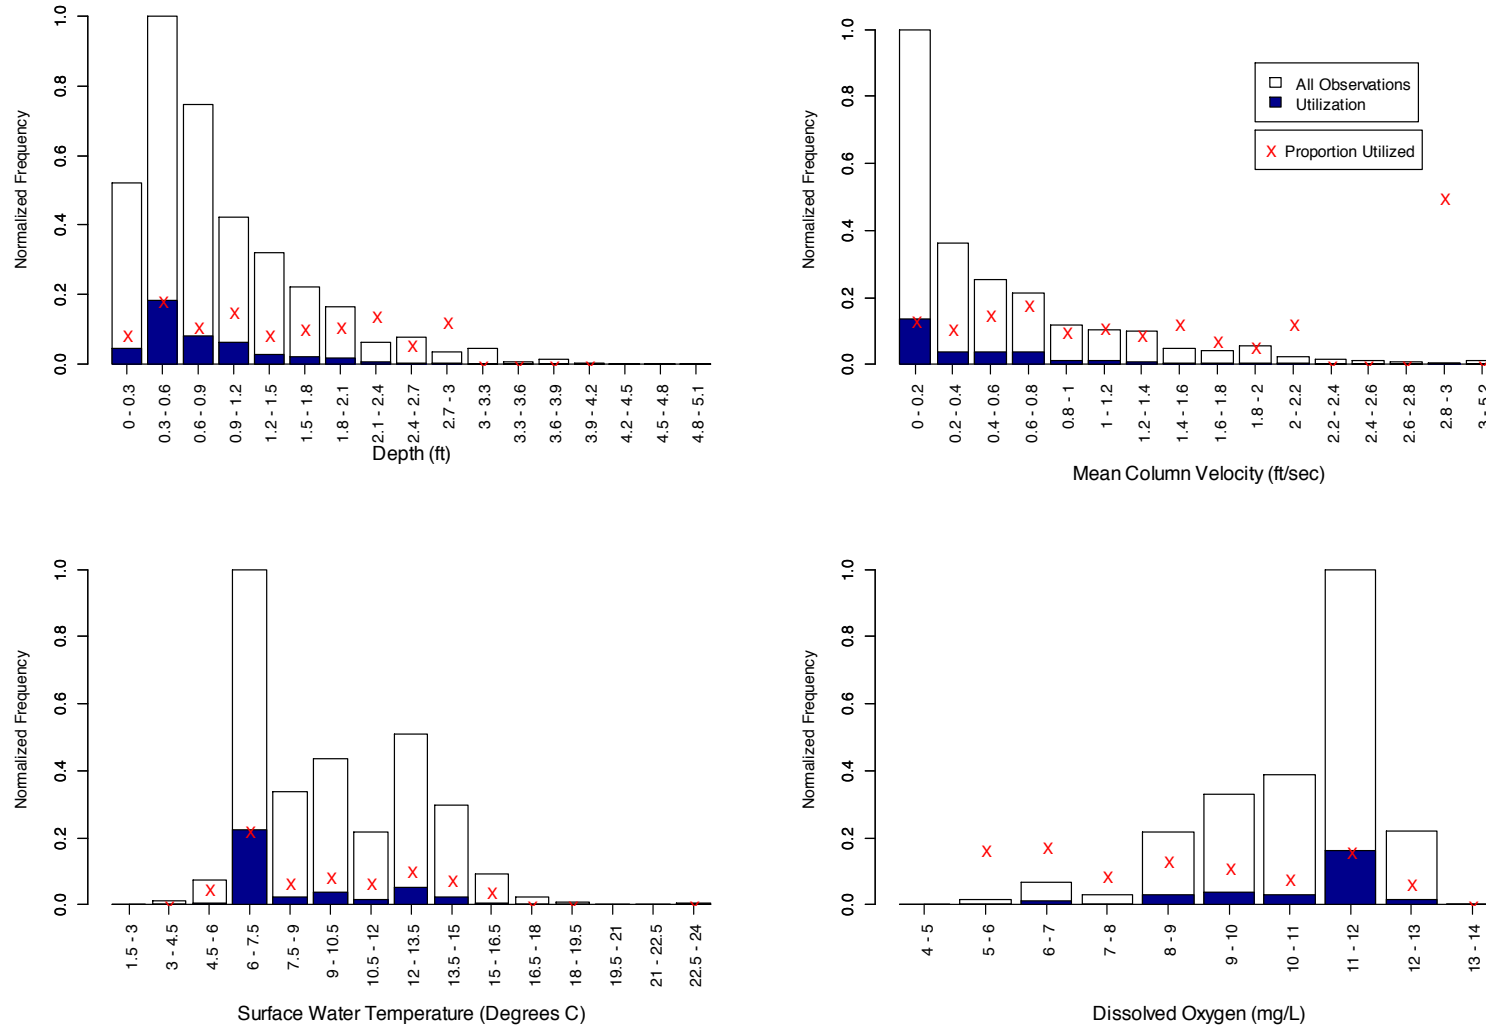 Normalized Frequency
0.0 0.2 0.4 0.6 0.8 1.0
0 - 0.3 0.3 - 0.6 0.6 - 0.9 0.9 - 1.2 1.2 - 1.5 1.5 - 1.8 1.8 - 2.1 2.1 - 2.4 2.4 - 2.7 2.7 - 3 3 - 3.3 3.3 - 3.6 3.6 - 3.9 3.9 - 4.2 4.2 - 4.5 4.5 - 4.8 4.8 - 5.1
Depth (ft)
Normalized Frequency
0.0 0.2 0.4 0.6 0.8 1.0
All Observations
Utilization
X Proportion Utilized
0 - 0.2 0.2 - 0.4 0.4 - 0.6 0.6 - 0.8 0.8 - 1 1 - 1.2 1.2 - 1.4 1.4 - 1.6 1.6 - 1.8 1.8 - 2 2 - 2.2 2.2 - 2.4 2.4 - 2.6 2.6 - 2.8 2.8 - 3 3 - 5.2
Mean Column Velocity (ft/sec)
Normalized Frequency
0.0 0.2 0.4 0.6 0.8 1.0
1.5 - 3 3 - 4.5 4.5 - 6 6 - 7.5 7.5 - 9 9 - 10.5 10.5 - 12 12 - 13.5 13.5 - 15 15 - 16.5 16.5 - 18 18 - 19.5 19.5 - 21 21 - 22.5 22.5 - 24
Surface Water Temperature (Degrees C)
Normalized Frequency
0.0 0.2 0.4 0.6 0.8 1.0
4 - 5 5 - 6 6 - 7 7 - 8 8 - 9 9 - 10 10 - 11 11 - 12 12 - 13 13 - 14
Dissolved Oxygen (mg/L)